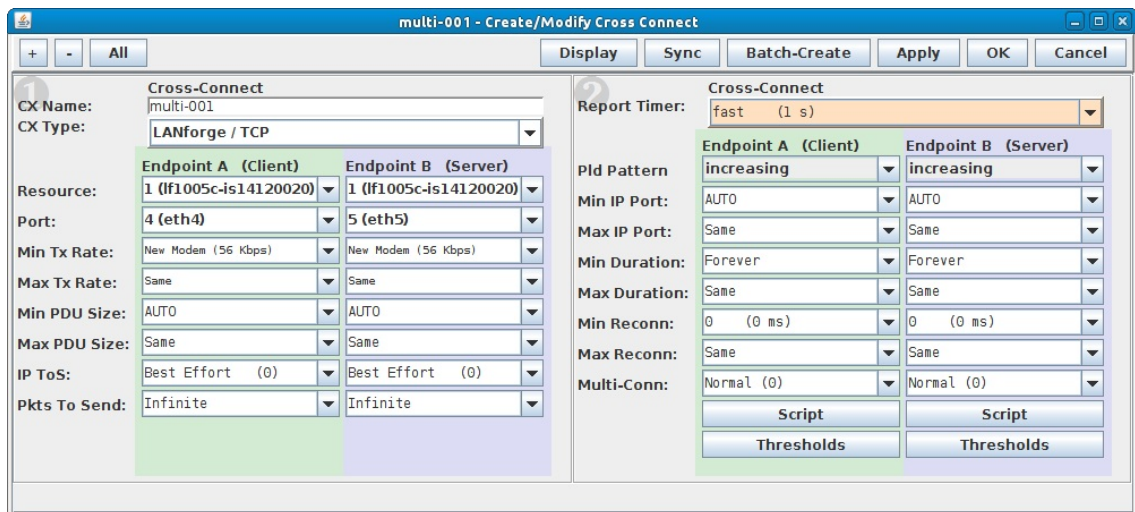 multi-001 - Create/Modify Cross Connect
+ - All Display Sync Batch-Create Apply OK Cancel
1
Cross-Connect
CX Name: multi-001
CX Type: LANforge / TCP
Endpoint A (Client) Endpoint B (Server)
Resource: 1 (lf1005c-is14120020) 1 (lf1005c-is14120020)
Port: 4 (eth4) 5 (eth5)
Min Tx Rate: New Modem (56 Kbps) New Modem (56 Kbps)
Max Tx Rate: Same Same
Min PDU Size: AUTO AUTO
Max PDU Size: Same Same
IP ToS: Best Effort (0) Best Effort (0)
Pkts To Send: Infinite Infinite
2
Cross-Connect
Report Timer: fast (1 s)
Endpoint A (Client) Endpoint B (Server)
Pld Pattern increasing increasing
Min IP Port: AUTO AUTO
Max IP Port: Same Same
Min Duration: Forever Forever
Max Duration: Same Same
Min Reconn: 0 (0 ms) 0 (0 ms)
Max Reconn: Same Same
Multi-Conn: Normal (0) Normal (0)
Script Script
Thresholds Thresholds